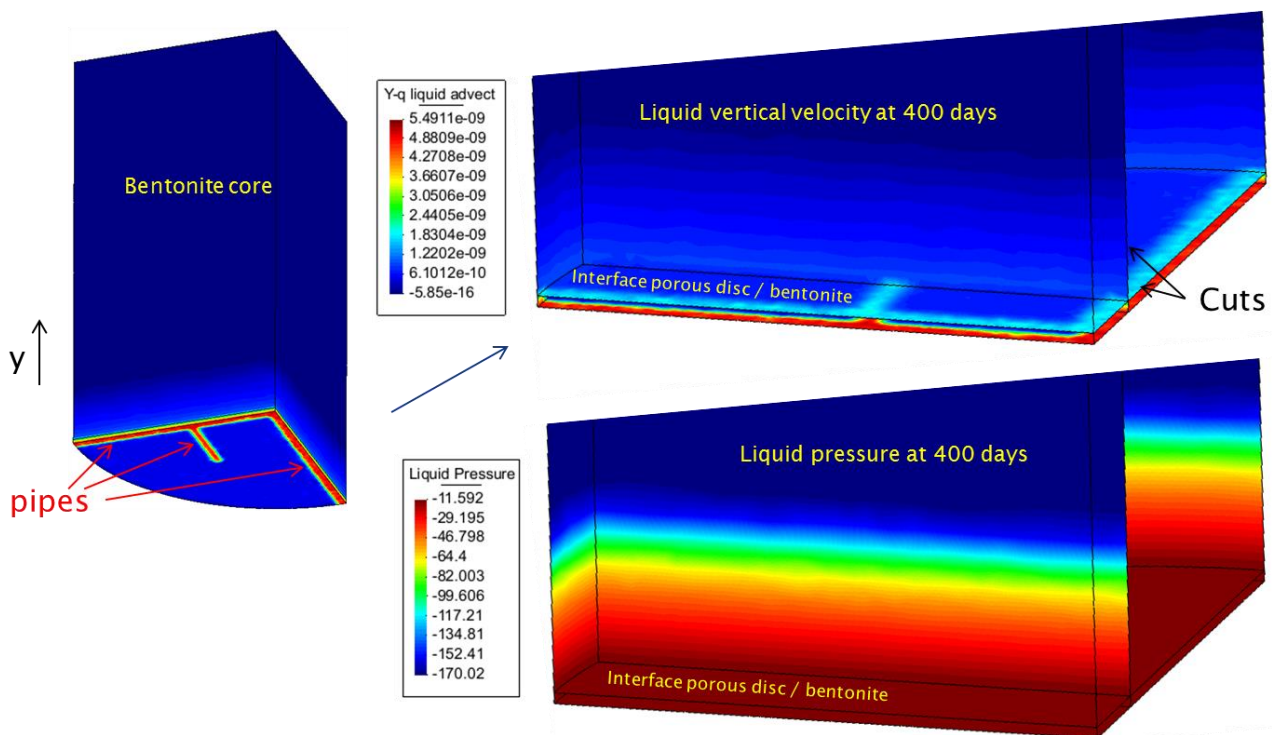 Bentonite core
y
pipes
Y-q liquid advect
5.4911e-09
4.8809e-09
4.2708e-09
3.6607e-09
3.0506e-09
2.4405e-09
1.8304e-09
1.2202e-09
6.1012e-10
-5.85e-16
Liquid vertical velocity at 400 days
Interface porous disc / bentonite
Cuts
Liquid Pressure
-11.592
-29.195
-46.798
-64.4
-82.003
-99.606
-117.21
-134.81
-152.41
-170.02
Liquid pressure at 400 days
Interface porous disc / bentonite